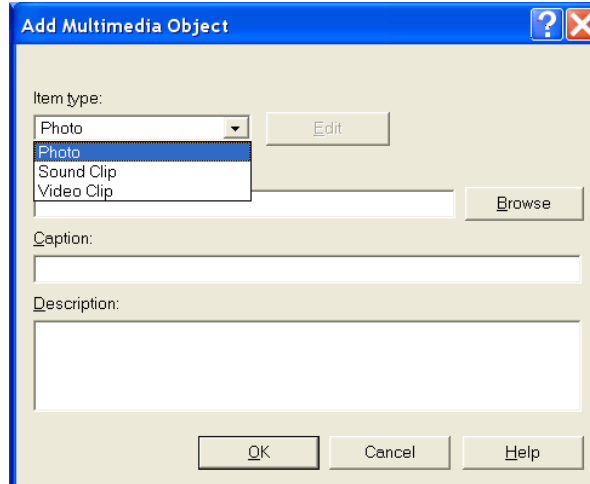 Add Multimedia Object
?
Item type:
Photo
Edit
Photo
Sound Clip
Video Clip
Browse
Caption:
Description:
OK
Cancel
Help